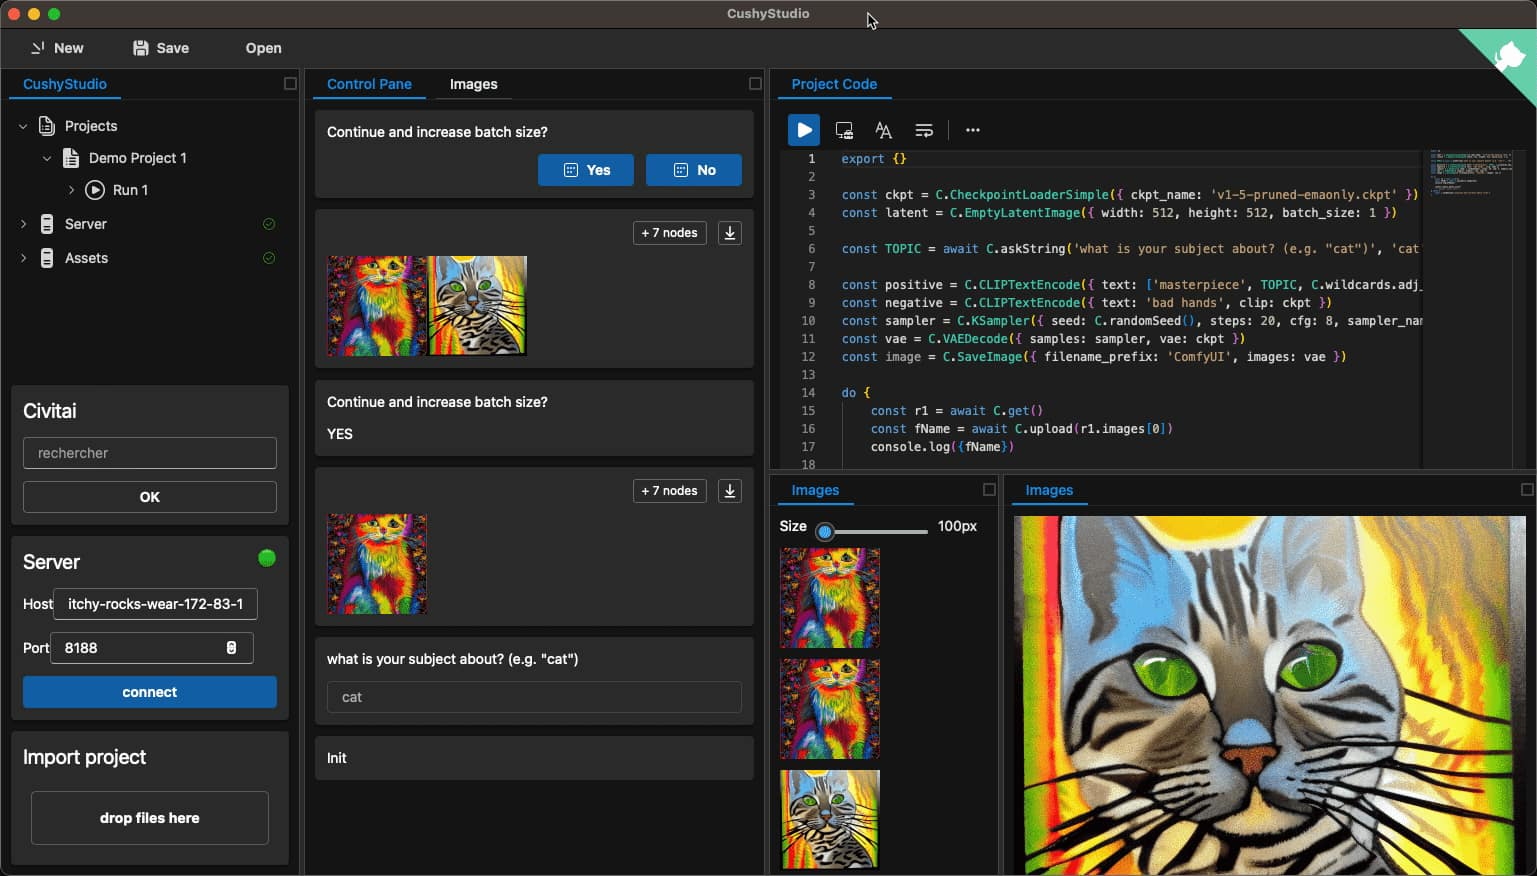 CushyStudio
New
Save
Open
CushyStudio
Projects
Demo Project 1
Run 1
Server
Assets
Civitai
rechercher
OK
Server
Host itchy-rocks-wear-172-83-1
Port 8188
connect
Import project
drop files here
Control Pane
Images
Continue and increase batch size?
Yes
No
+ 7 nodes
Continue and increase batch size?
YES
+ 7 nodes
what is your subject about? (e.g. "cat")
cat
Init
Project Code
1 export {}
2
3 const ckpt = C.CheckpointLoaderSimple({ ckpt_name: 'v1-5-pruned-emaonly.ckpt' })
4 const latent = C.EmptyLatentImage({ width: 512, height: 512, batch_size: 1 })
5
6 const TOPIC = await C.askString('what is your subject about? (e.g. "cat")', 'cat
7
8 const positive = C.CLIPTextEncode({ text: ['masterpiece', TOPIC, C.wildcards.adj_
9 const negative = C.CLIPTextEncode({ text: 'bad hands', clip: ckpt })
10 const sampler = C.KSampler({ seed: C.randomSeed(), steps: 20, cfg: 8, sampler_nam
11 const vae = C.VAEDecode({ samples: sampler, vae: ckpt })
12 const image = C.SaveImage({ filename_prefix: 'ComfyUI', images: vae })
13
14 do {
15 const r1 = await C.get()
16 const fName = await C.upload(r1.images[0])
17 console.log({fName})
18
Images
Size 100px
Images